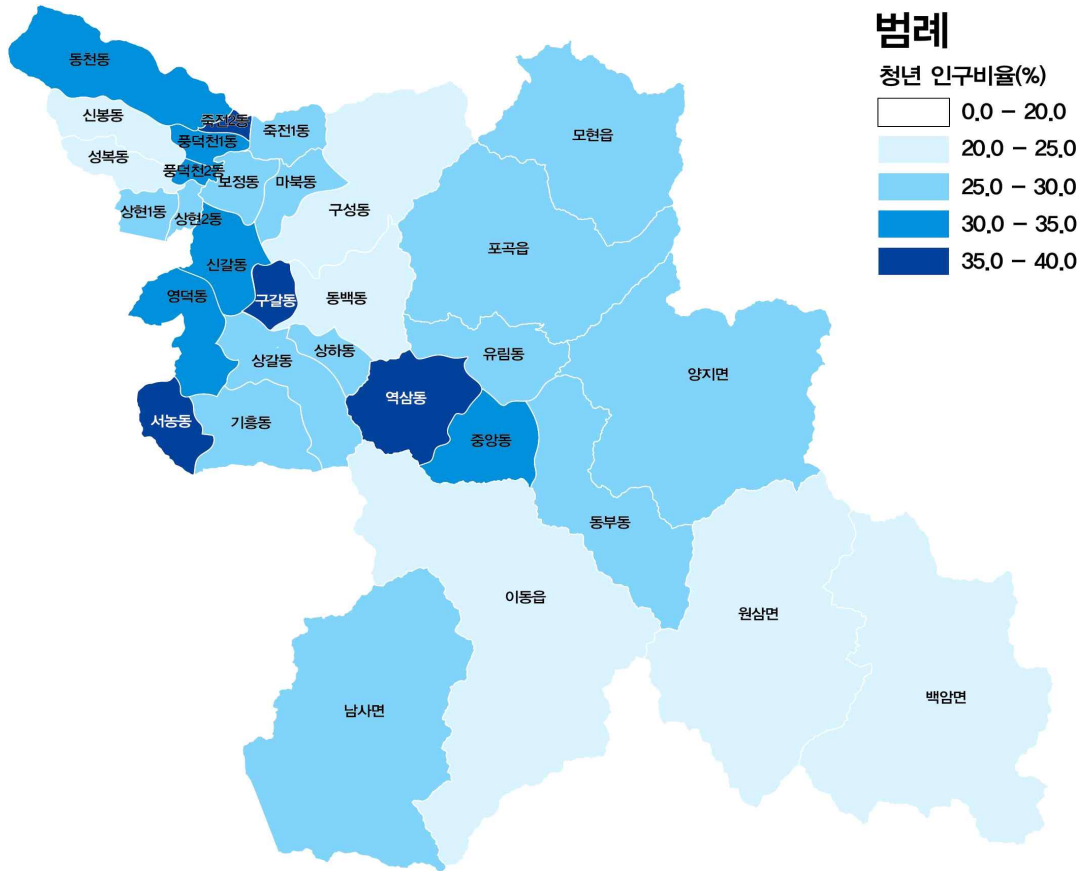 범례
청년 인구비율(%)
0.0 - 20.0
20.0 - 25.0
25.0 - 30.0
30.0 - 35.0
35.0 - 40.0
동천동
신봉동
죽전2동
죽전1동
풍덕천1동
성복동
풍덕천2동
보정동
마북동
모현읍
상현1동
상현2동
구성동
포곡읍
신갈동
영덕동
구갈동
동백동
상갈동
상하동
유림동
양지면
역삼동
서농동
기흥동
중앙동
동부동
이동읍
원삼면
백암면
남사면